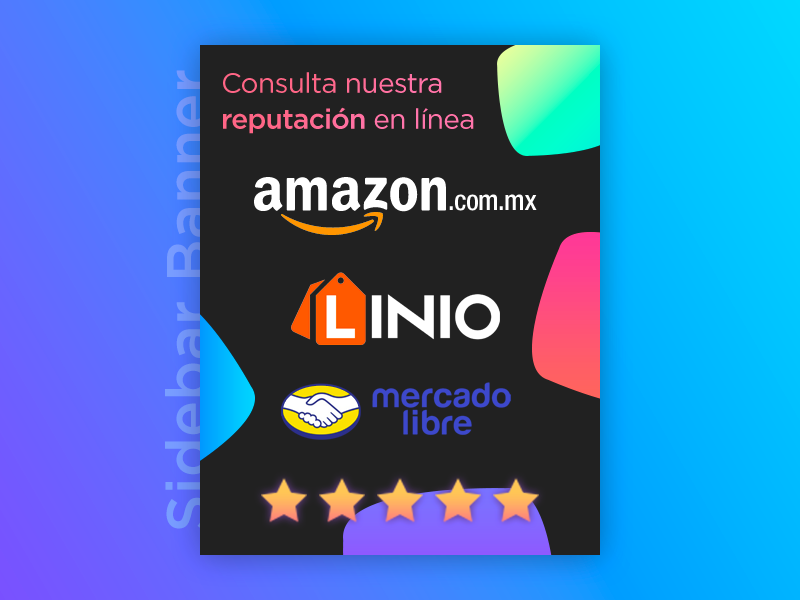 Sidebar Banner
Consulta nuestra
reputación en línea
amazon.com.mx
LINIO
mercado
libre